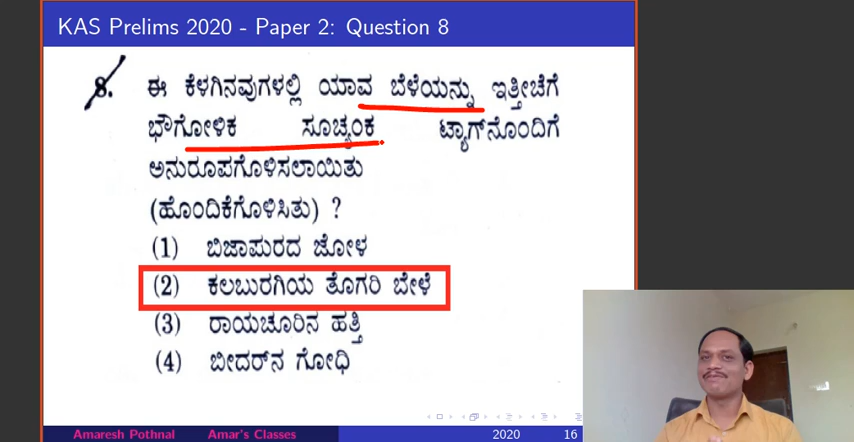 KAS Prelims 2020 - Paper 2: Question 8
8. ಈ ಕೆಳಗಿನವುಗಳಲ್ಲಿ ಯಾವ ಬೆಳೆಯನ್ನು ಇತ್ತೀಚೆಗೆ
ಭೌಗೋಳಿಕ ಸೂಚ್ಯಂಕ ಟ್ಯಾಗ್‌ನೊಂದಿಗೆ
ಅನುರೂಪಗೊಳಿಸಲಾಯಿತು
(ಹೊಂದಿಕೆಗೊಳಿಸಿತು) ?
(1) ಬಿಜಾಪುರದ ಜೋಳ
(2) ಕಲಬುರಗಿಯ ತೊಗರಿ ಬೇಳೆ
(3) ರಾಯಚೂರಿನ ಹತ್ತಿ
(4) ಬೀದರ್‌ನ ಗೋಧಿ
Amaresh Pothnal Amar's Classes 2020 16